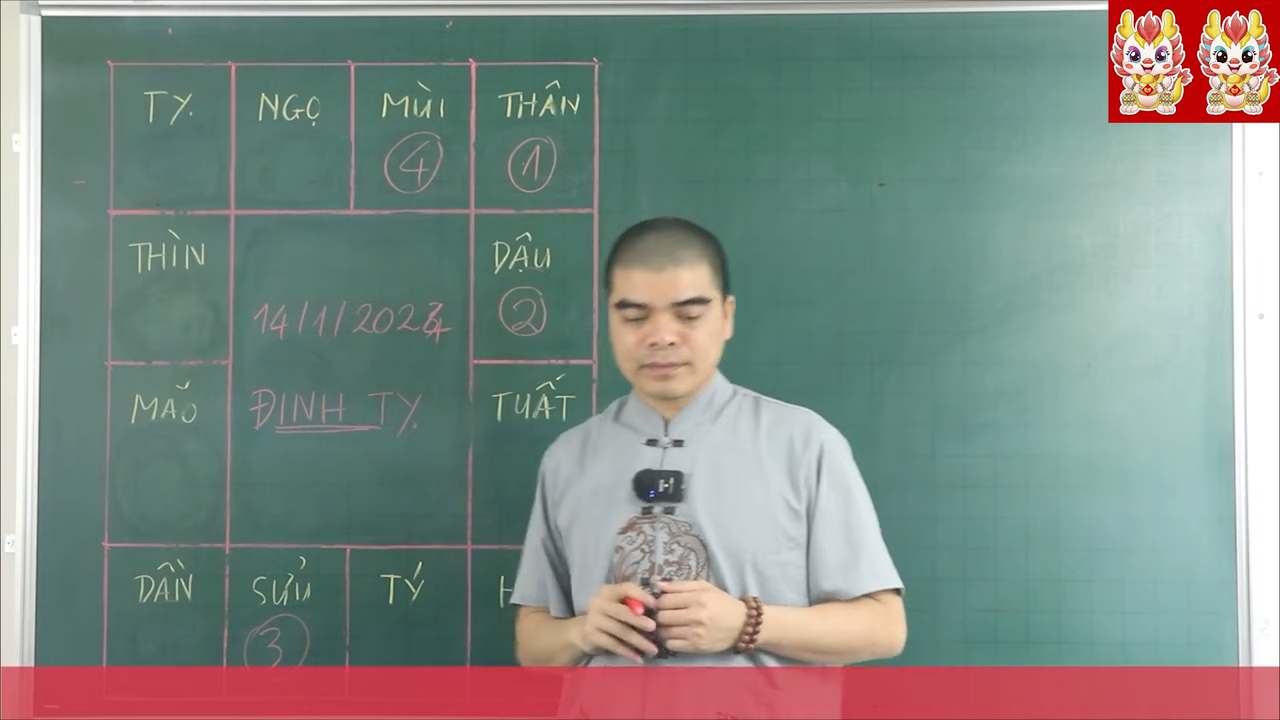 TỴ NGỌ MÙI THÂN
④ ①
THÌN DẬU
②
14/1/2024
MÃO ĐINH TỴ TUẤT
DẦN SỬU TÝ H
③
H